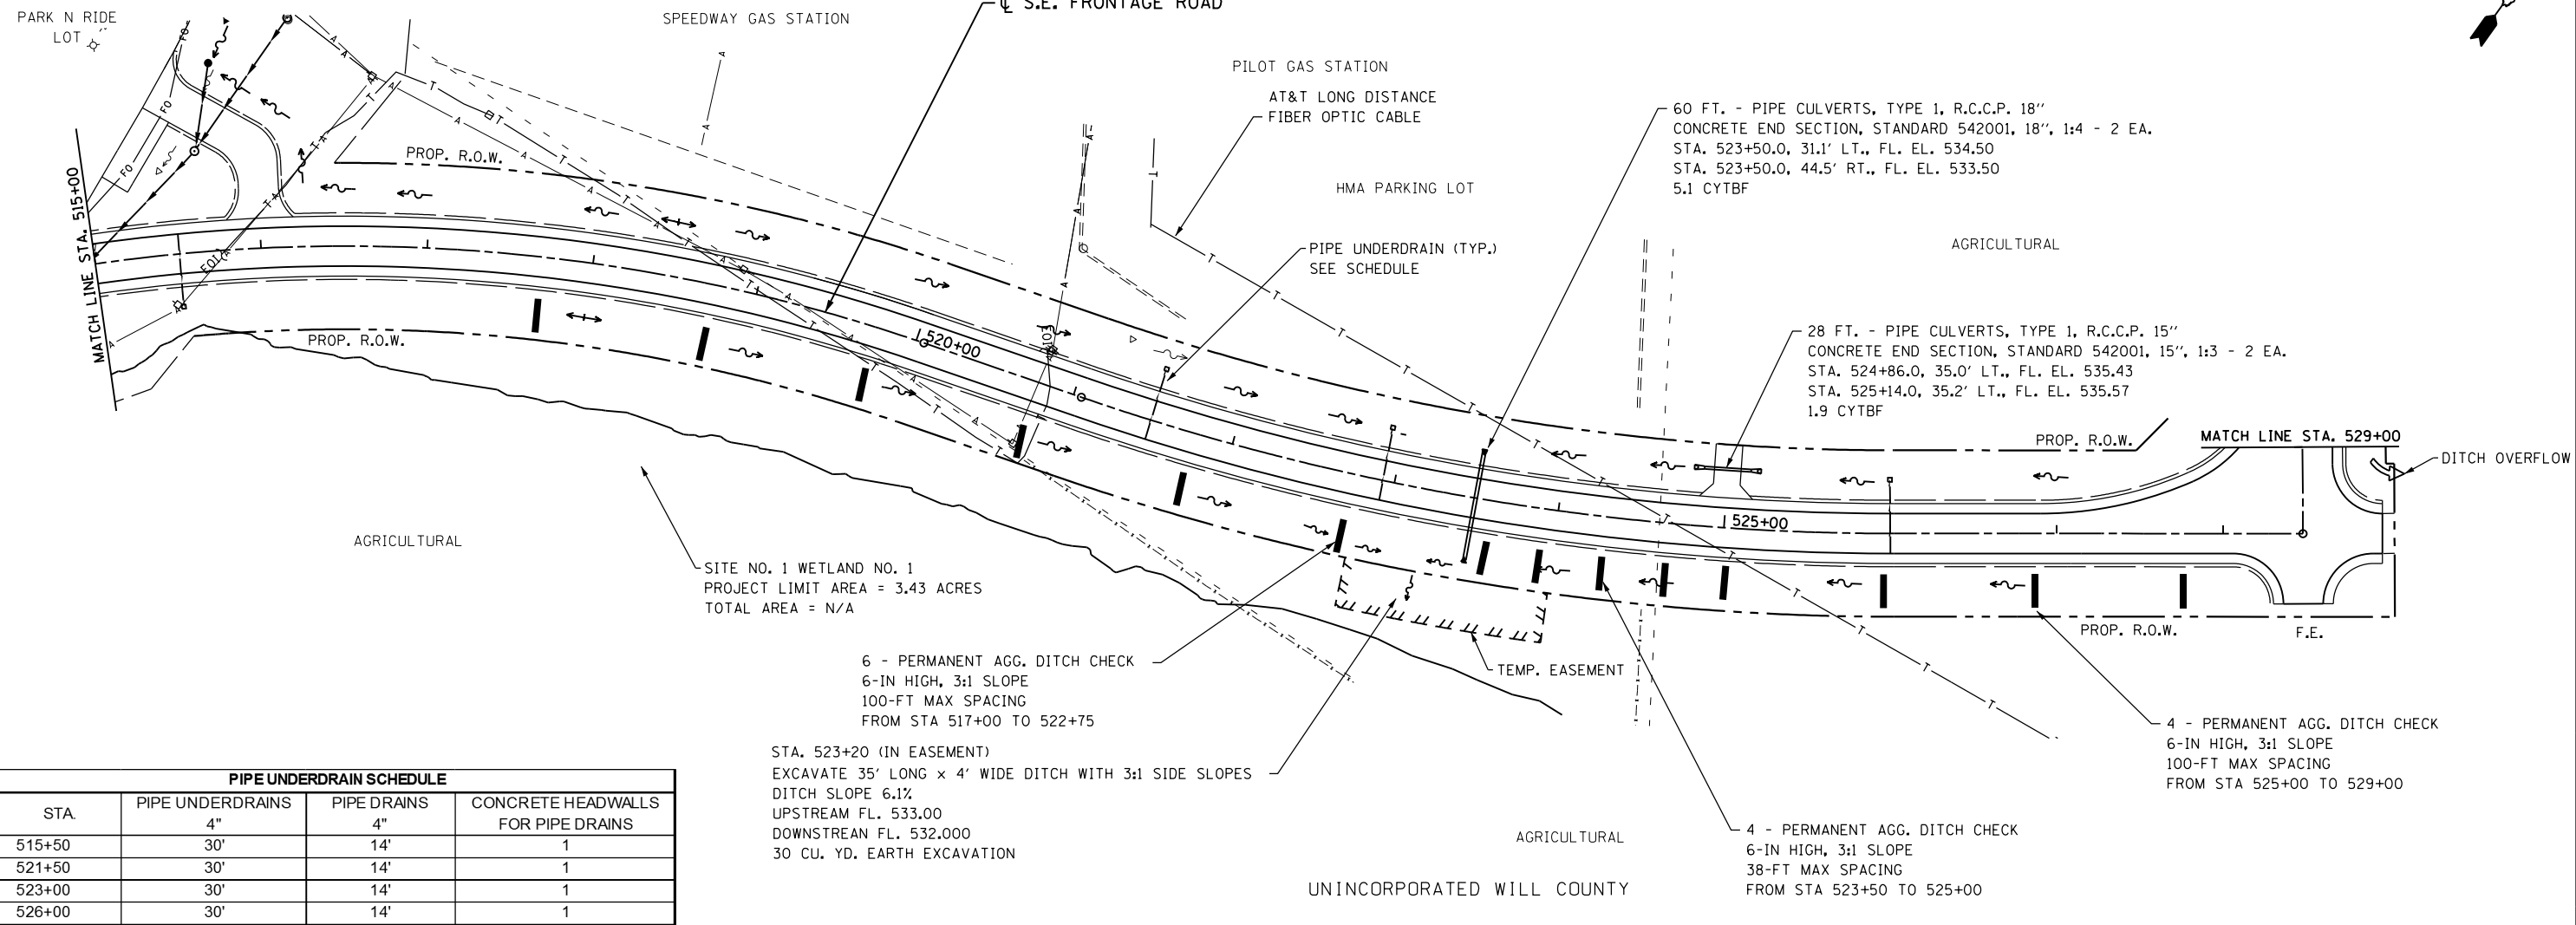 PARK N RIDE
LOT
SPEEDWAY GAS STATION
℄ S.E. FRONTAGE ROAD
PILOT GAS STATION
AT&T LONG DISTANCE
FIBER OPTIC CABLE
HMA PARKING LOT
60 FT. - PIPE CULVERTS, TYPE 1, R.C.C.P. 18''
CONCRETE END SECTION, STANDARD 542001, 18'', 1:4 - 2 EA.
STA. 523+50.0, 31.1' LT., FL. EL. 534.50
STA. 523+50.0, 44.5' RT., FL. EL. 533.50
5.1 CYTBF
AGRICULTURAL
PROP. R.O.W.
MATCH LINE STA. 515+00
PIPE UNDERDRAIN (TYP.)
SEE SCHEDULE
28 FT. - PIPE CULVERTS, TYPE 1, R.C.C.P. 15''
CONCRETE END SECTION, STANDARD 542001, 15'', 1:3 - 2 EA.
STA. 524+86.0, 35.0' LT., FL. EL. 535.43
STA. 525+14.0, 35.2' LT., FL. EL. 535.57
1.9 CYTBF
PROP. R.O.W.
520+00
525+00
PROP. R.O.W.
MATCH LINE STA. 529+00
DITCH OVERFLOW
AGRICULTURAL
SITE NO. 1 WETLAND NO. 1
PROJECT LIMIT AREA = 3.43 ACRES
TOTAL AREA = N/A
TEMP. EASEMENT
PROP. R.O.W.
F.E.
6 - PERMANENT AGG. DITCH CHECK
6-IN HIGH, 3:1 SLOPE
100-FT MAX SPACING
FROM STA 517+00 TO 522+75
STA. 523+20 (IN EASEMENT)
EXCAVATE 35' LONG x 4' WIDE DITCH WITH 3:1 SIDE SLOPES
DITCH SLOPE 6.1%
UPSTREAM FL. 533.00
DOWNSTREAN FL. 532.000
30 CU. YD. EARTH EXCAVATION
4 - PERMANENT AGG. DITCH CHECK
6-IN HIGH, 3:1 SLOPE
100-FT MAX SPACING
FROM STA 525+00 TO 529+00
AGRICULTURAL
4 - PERMANENT AGG. DITCH CHECK
6-IN HIGH, 3:1 SLOPE
38-FT MAX SPACING
FROM STA 523+50 TO 525+00
UNINCORPORATED WILL COUNTY
PIPE UNDERDRAIN SCHEDULE
STA. PIPE UNDERDRAINS 4" PIPE DRAINS 4" CONCRETE HEADWALLS FOR PIPE DRAINS
515+50 30' 14' 1
521+50 30' 14' 1
523+00 30' 14' 1
526+00 30' 14' 1